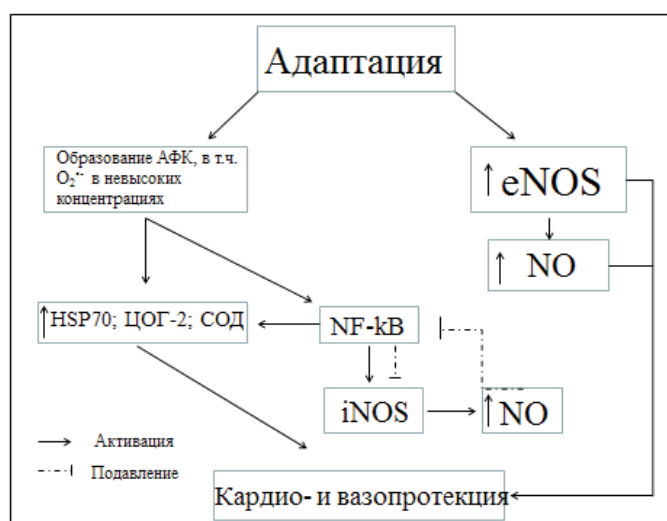 Адаптация
Образование АФК, в т.ч.
O₂•- в невысоких
концентрациях
↑ eNOS
↑ NO
↑HSP70; ЦОГ-2; СОД
NF-kB
iNOS
↑NO
Активация
Подавление
Кардио- и вазопротекция